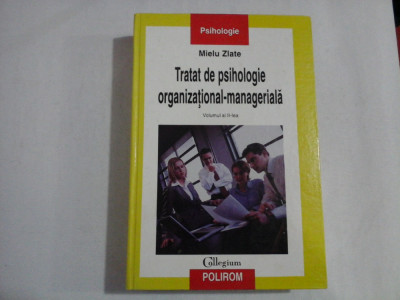 Psihologie
Mielu Zlate
Tratat de psihologie
organizațional-managerială
Volumul al II-lea
Collegium
POLIROM